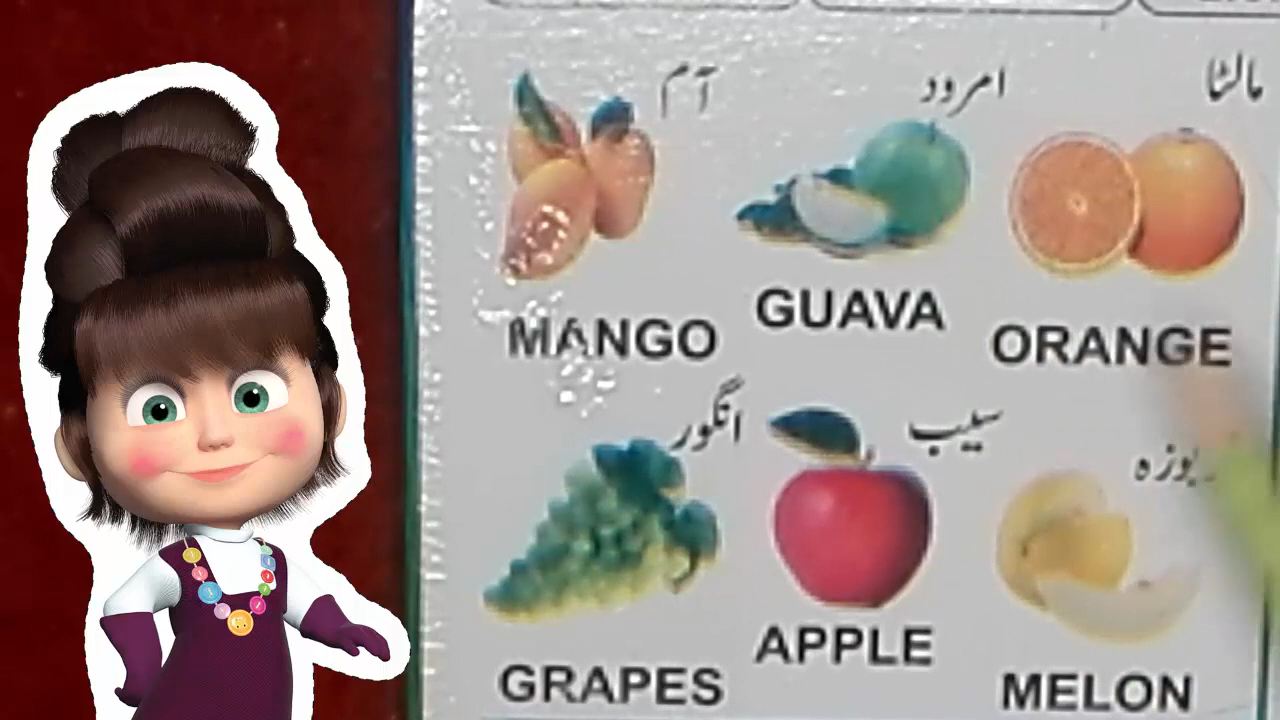 آم
امرود
مالٹا
MANGO
GUAVA
ORANGE
انگور
سیب
GRAPES
APPLE
MELON